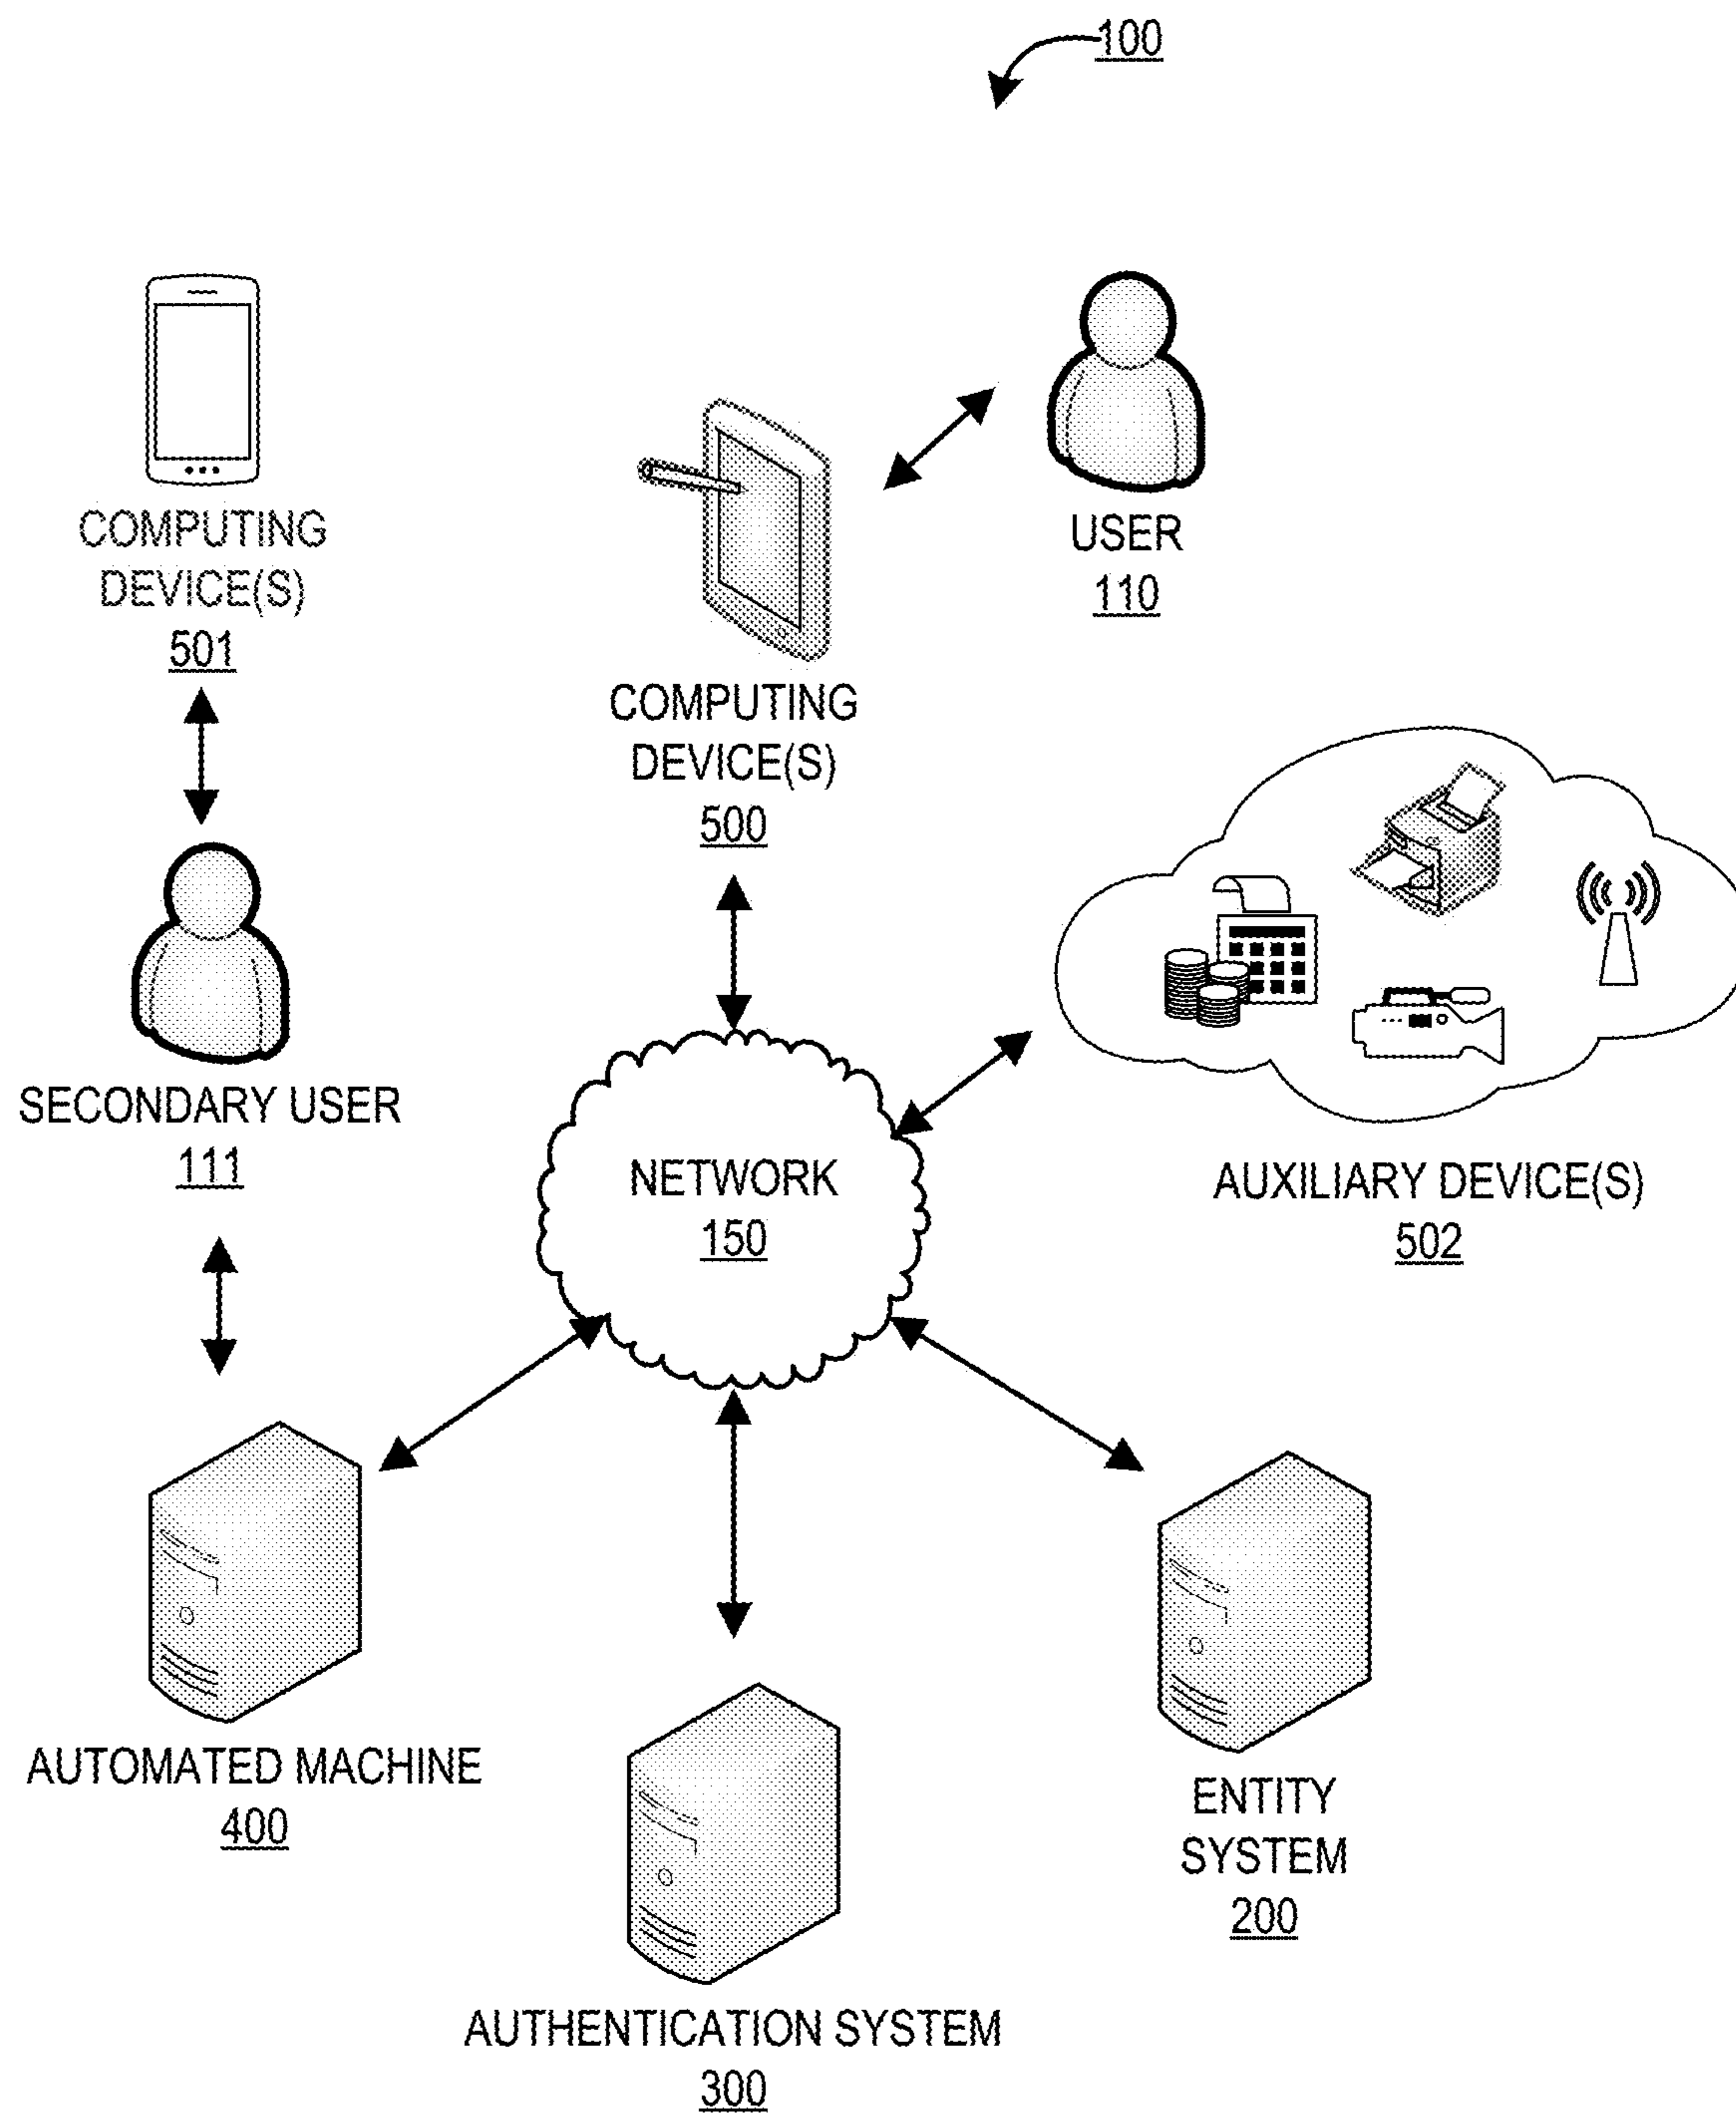 100
COMPUTING
DEVICE(S)
501
USER
110
COMPUTING
DEVICE(S)
500
SECONDARY USER
111
NETWORK
150
AUXILIARY DEVICE(S)
502
AUTOMATED MACHINE
400
ENTITY
SYSTEM
200
AUTHENTICATION SYSTEM
300